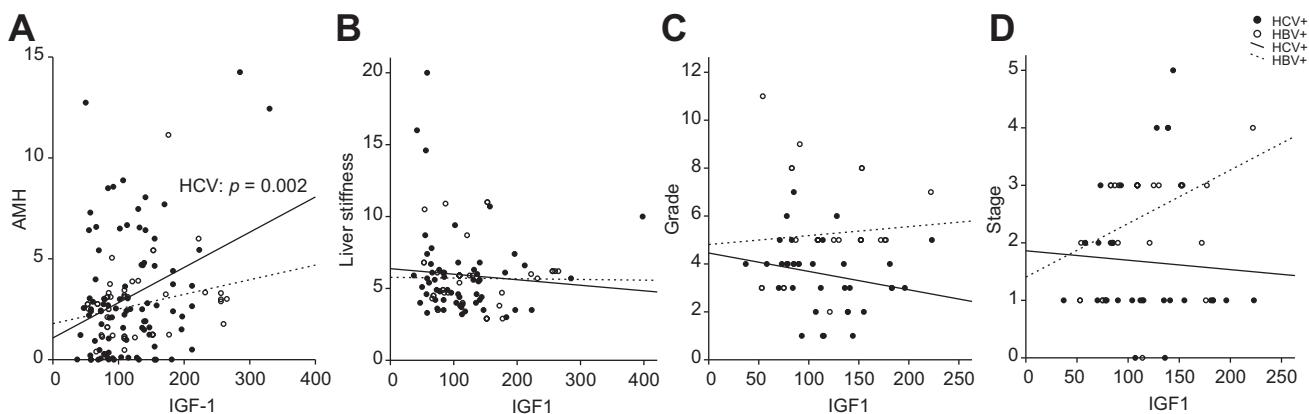 A
AMH
15
10
5
0
HCV: p = 0.002
0 100 200 300 400
IGF-1
B
Liver stiffness
20
15
10
5
0
0 100 200 300 400
IGF1
C
Grade
12
10
8
6
4
2
0
0 50 100 150 200 250
IGF1
D
Stage
5
4
3
2
1
0
0 50 100 150 200 250
IGF1
HCV+
HBV+
HCV+
HBV+